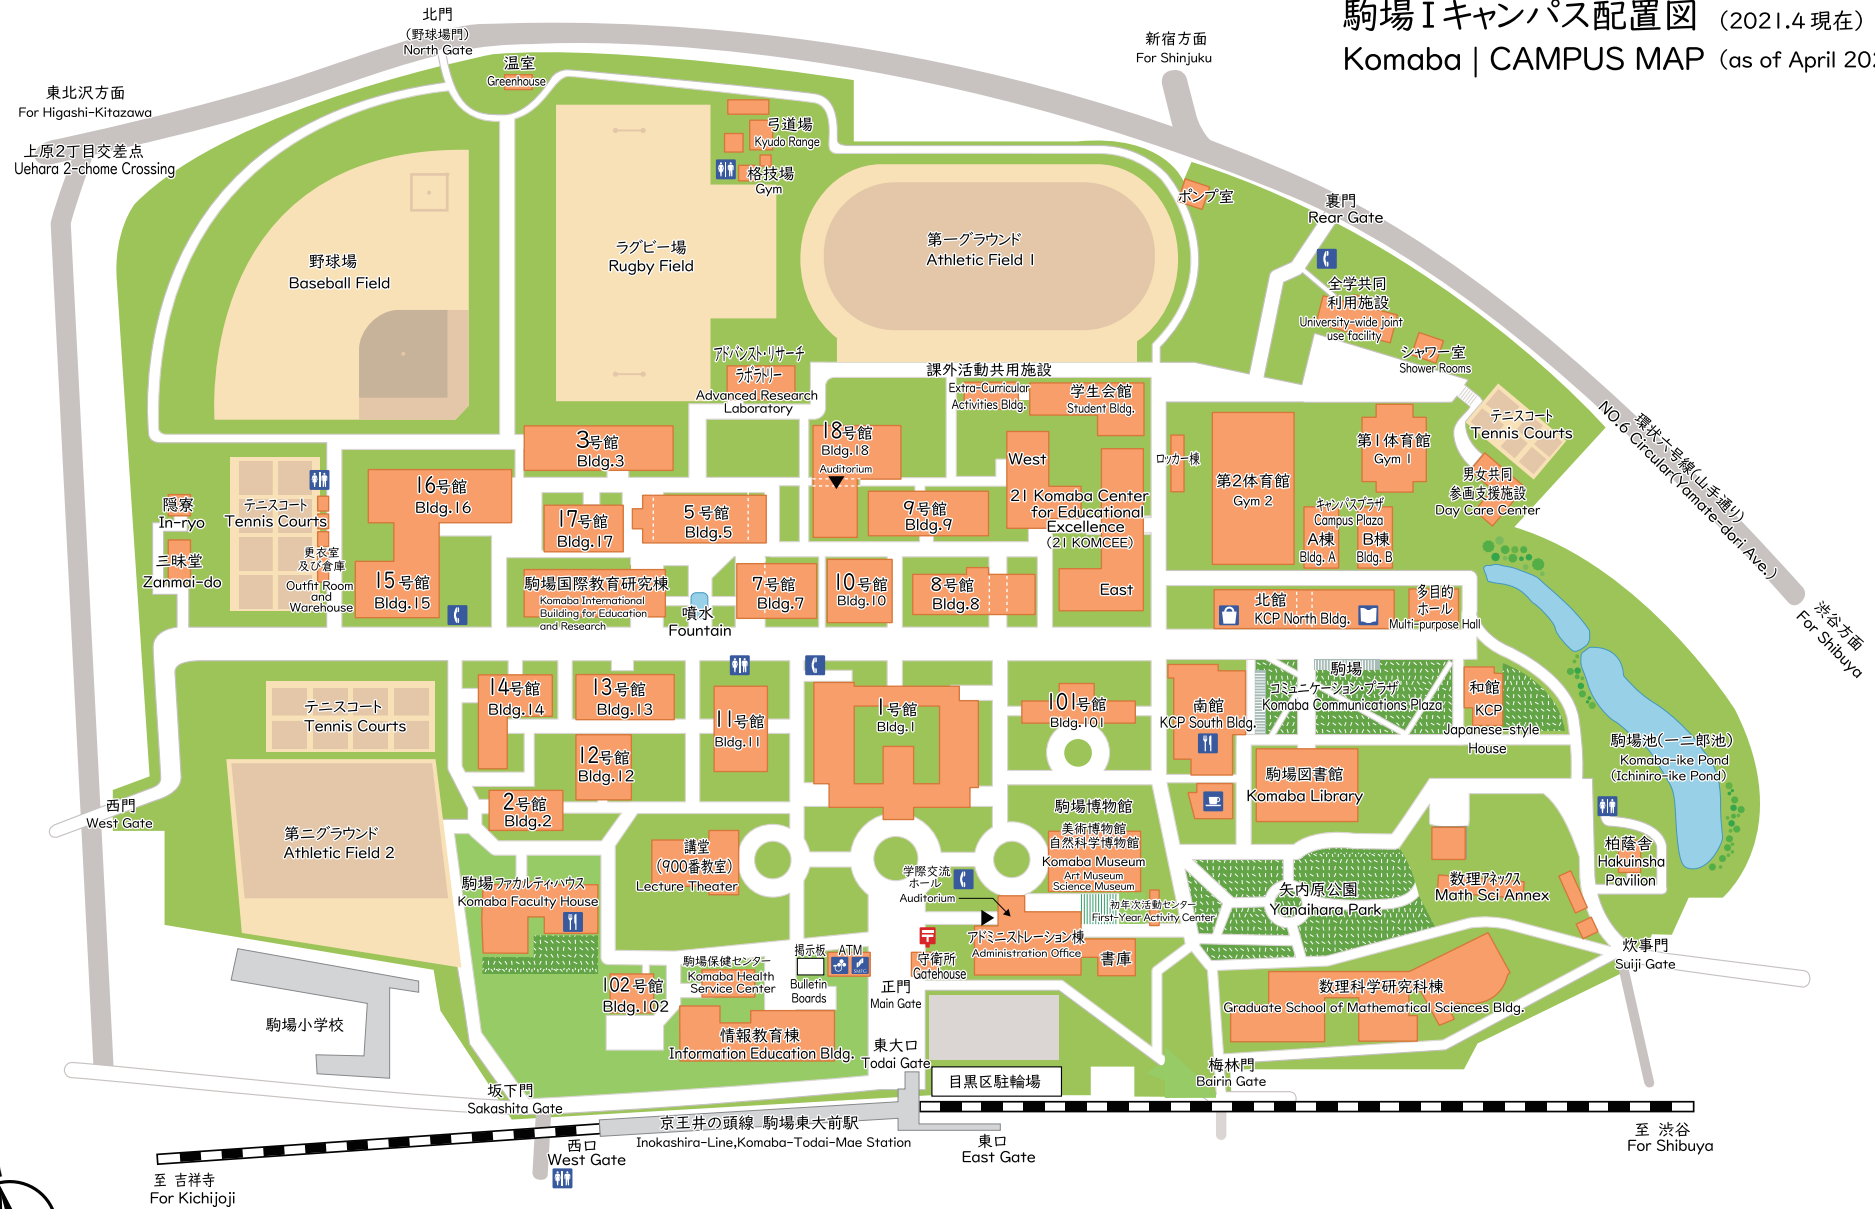 駒場Iキャンパス配置図 (2021.4 現在)
Komaba | CAMPUS MAP (as of April 202
北門
(野球場門)
North Gate
温室
Greenhouse
新宿方面
For Shinjuku
東北沢方面
For Higashi-Kitazawa
上原2丁目交差点
Uehara 2-chome Crossing
弓道場
Kyudo Range
格技場
Gym
ポンプ室
裏門
Rear Gate
野球場
Baseball Field
ラグビー場
Rugby Field
第一グラウンド
Athletic Field 1
全学共同
利用施設
University-wide joint
use facility
シャワー室
Shower Rooms
アドバンスト・リサーチ
ラボラトリー
Advanced Research
Laboratory
課外活動共用施設
Extra-Curricular
Activities Bldg.
学生会館
Student Bldg.
テニスコート
Tennis Courts
環状六号線(山手通り)
NO.6 Circular(Yamate-dori Ave.)
渋谷方面
For Shibuya
3号館
Bldg.3
18号館
Bldg.18
Auditorium
West
ロッカー棟
第1体育館
Gym 1
第2体育館
Gym 2
男女共同
参画支援施設
Day Care Center
16号館
Bldg.16
隠寮
In-ryo
テニスコート
Tennis Courts
三昧堂
Zanmai-do
更衣室
及び倉庫
Outfit Room
and
Warehouse
15号館
Bldg.15
17号館
Bldg.17
5号館
Bldg.5
9号館
Bldg.9
21 Komaba Center
for Educational
Excellence
(21 KOMCEE)
East
キャンパスプラザ
Campus Plaza
A棟
Bldg. A
B棟
Bldg. B
駒場国際教育研究棟
Komaba International
Building for Education
and Research
噴水
Fountain
7号館
Bldg.7
10号館
Bldg.10
8号館
Bldg.8
北館
KCP North Bldg.
多目的
ホール
Multi-purpose Hall
テニスコート
Tennis Courts
14号館
Bldg.14
13号館
Bldg.13
11号館
Bldg.11
12号館
Bldg.12
2号館
Bldg.2
1号館
Bldg.1
101号館
Bldg.101
南館
KCP South Bldg.
駒場
コミュニケーション・プラザ
Komaba Communications Plaza
和館
KCP
Japanese-style
House
駒場池(一二郎池)
Komaba-ike Pond
(Ichiniro-ike Pond)
駒場図書館
Komaba Library
西門
West Gate
第二グラウンド
Athletic Field 2
駒場博物館
美術博物館
自然科学博物館
Komaba Museum
Art Museum
Science Museum
講堂
(900番教室)
Lecture Theater
駒場ファカルティ・ハウス
Komaba Faculty House
学際交流
ホール
Auditorium
初年次活動センター
First-Year Activity Center
矢内原公園
Yanaihara Park
数理アネックス
Math Sci Annex
柏蔭舎
Hakuinsha
Pavilion
アドミニストレーション棟
Administration Office
書庫
守衛所
Gatehouse
掲示板
Bulletin
Boards
ATM
SMTC
駒場保健センター
Komaba Health
Service Center
102号館
Bldg.102
情報教育棟
Information Education Bldg.
正門
Main Gate
東大口
Todai Gate
炊事門
Suiji Gate
数理科学研究科棟
Graduate School of Mathematical Sciences Bldg.
駒場小学校
坂下門
Sakashita Gate
目黒区駐輪場
梅林門
Bairin Gate
京王井の頭線 駒場東大前駅
Inokashira-Line,Komaba-Todai-Mae Station
西口
West Gate
東口
East Gate
至 渋谷
For Shibuya
至 吉祥寺
For Kichijoji